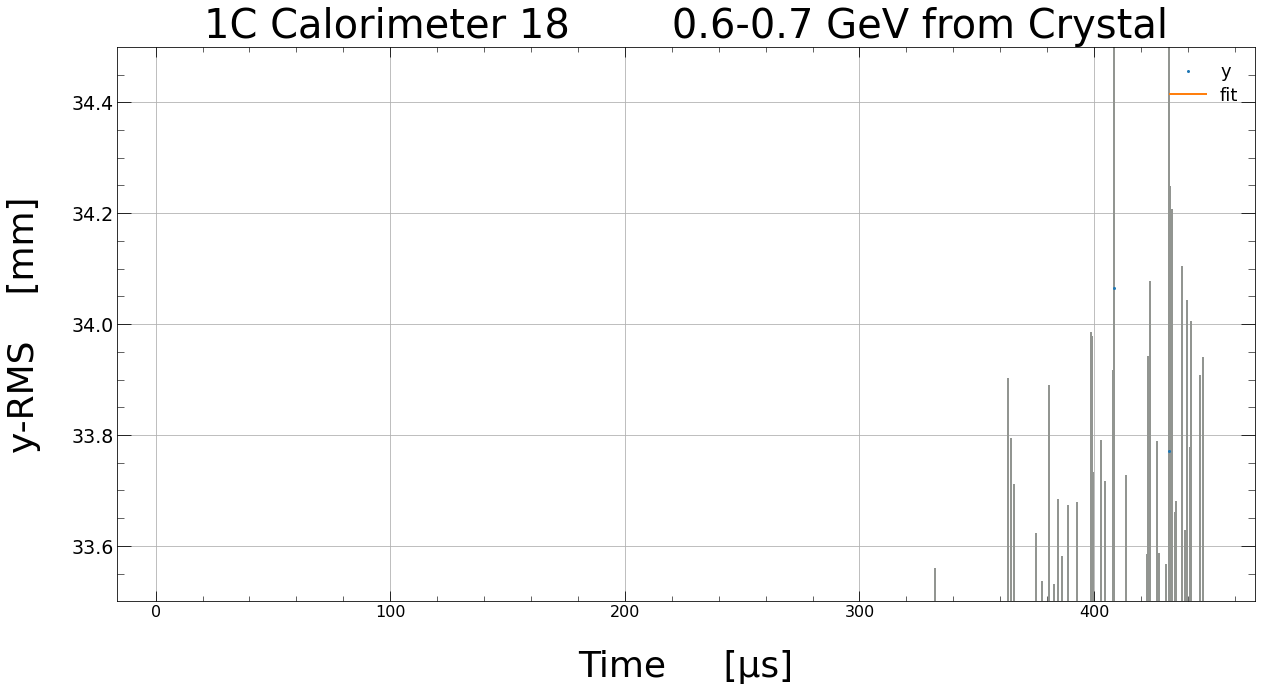 1C Calorimeter 18 0.6-0.7 GeV from Crystal
y
fit
34.4
34.2
34.0
33.8
33.6
y-RMS [mm]
0 100 200 300 400
Time [μs]